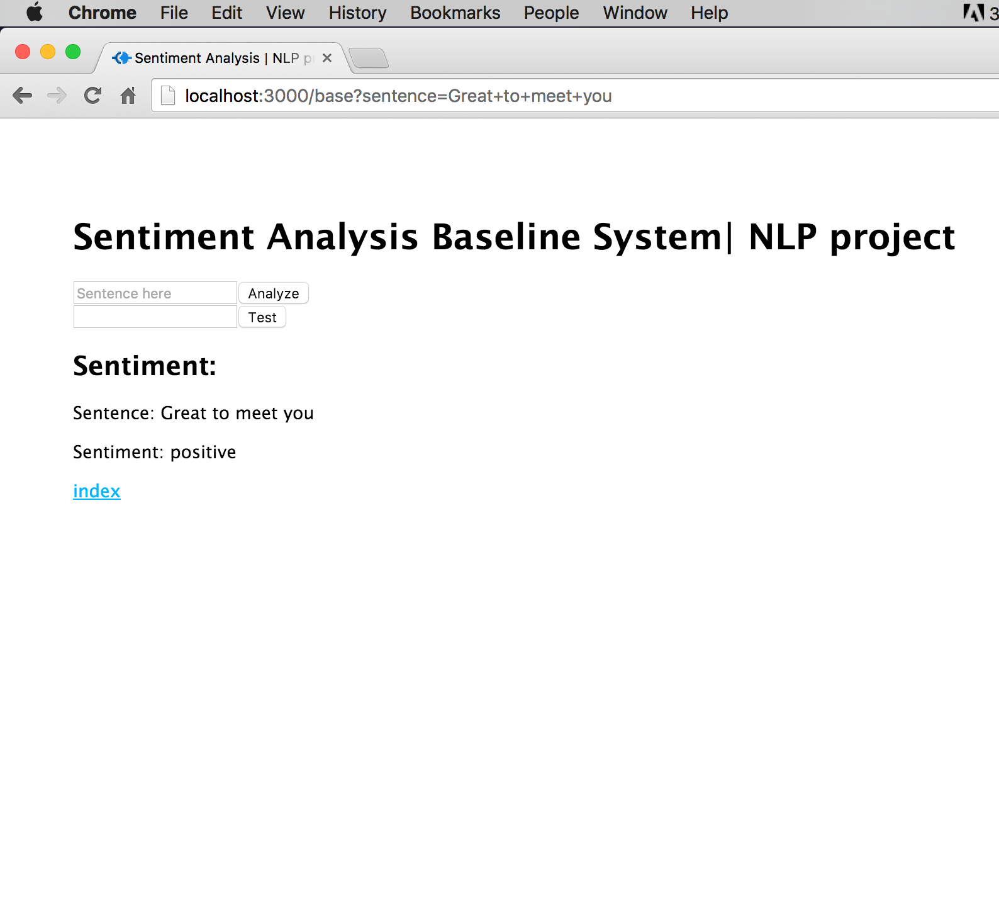 Chrome File Edit View History Bookmarks People Window Help 3
Sentiment Analysis | NLP
localhost:3000/base?sentence=Great+to+meet+you
Sentiment Analysis Baseline System| NLP project
Sentence here Analyze
Test
Sentiment:
Sentence: Great to meet you
Sentiment: positive
index